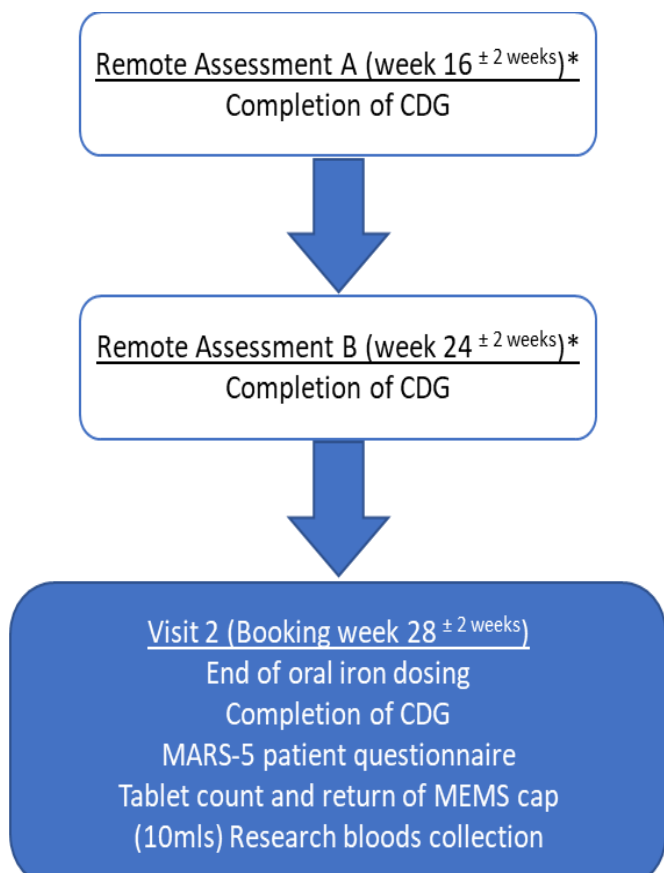 Remote Assessment A (week 16 ± 2 weeks)*
Completion of CDG
Remote Assessment B (week 24 ± 2 weeks)*
Completion of CDG
Visit 2 (Booking week 28 ± 2 weeks)
End of oral iron dosing
Completion of CDG
MARS-5 patient questionnaire
Tablet count and return of MEMS cap
(10mls) Research bloods collection